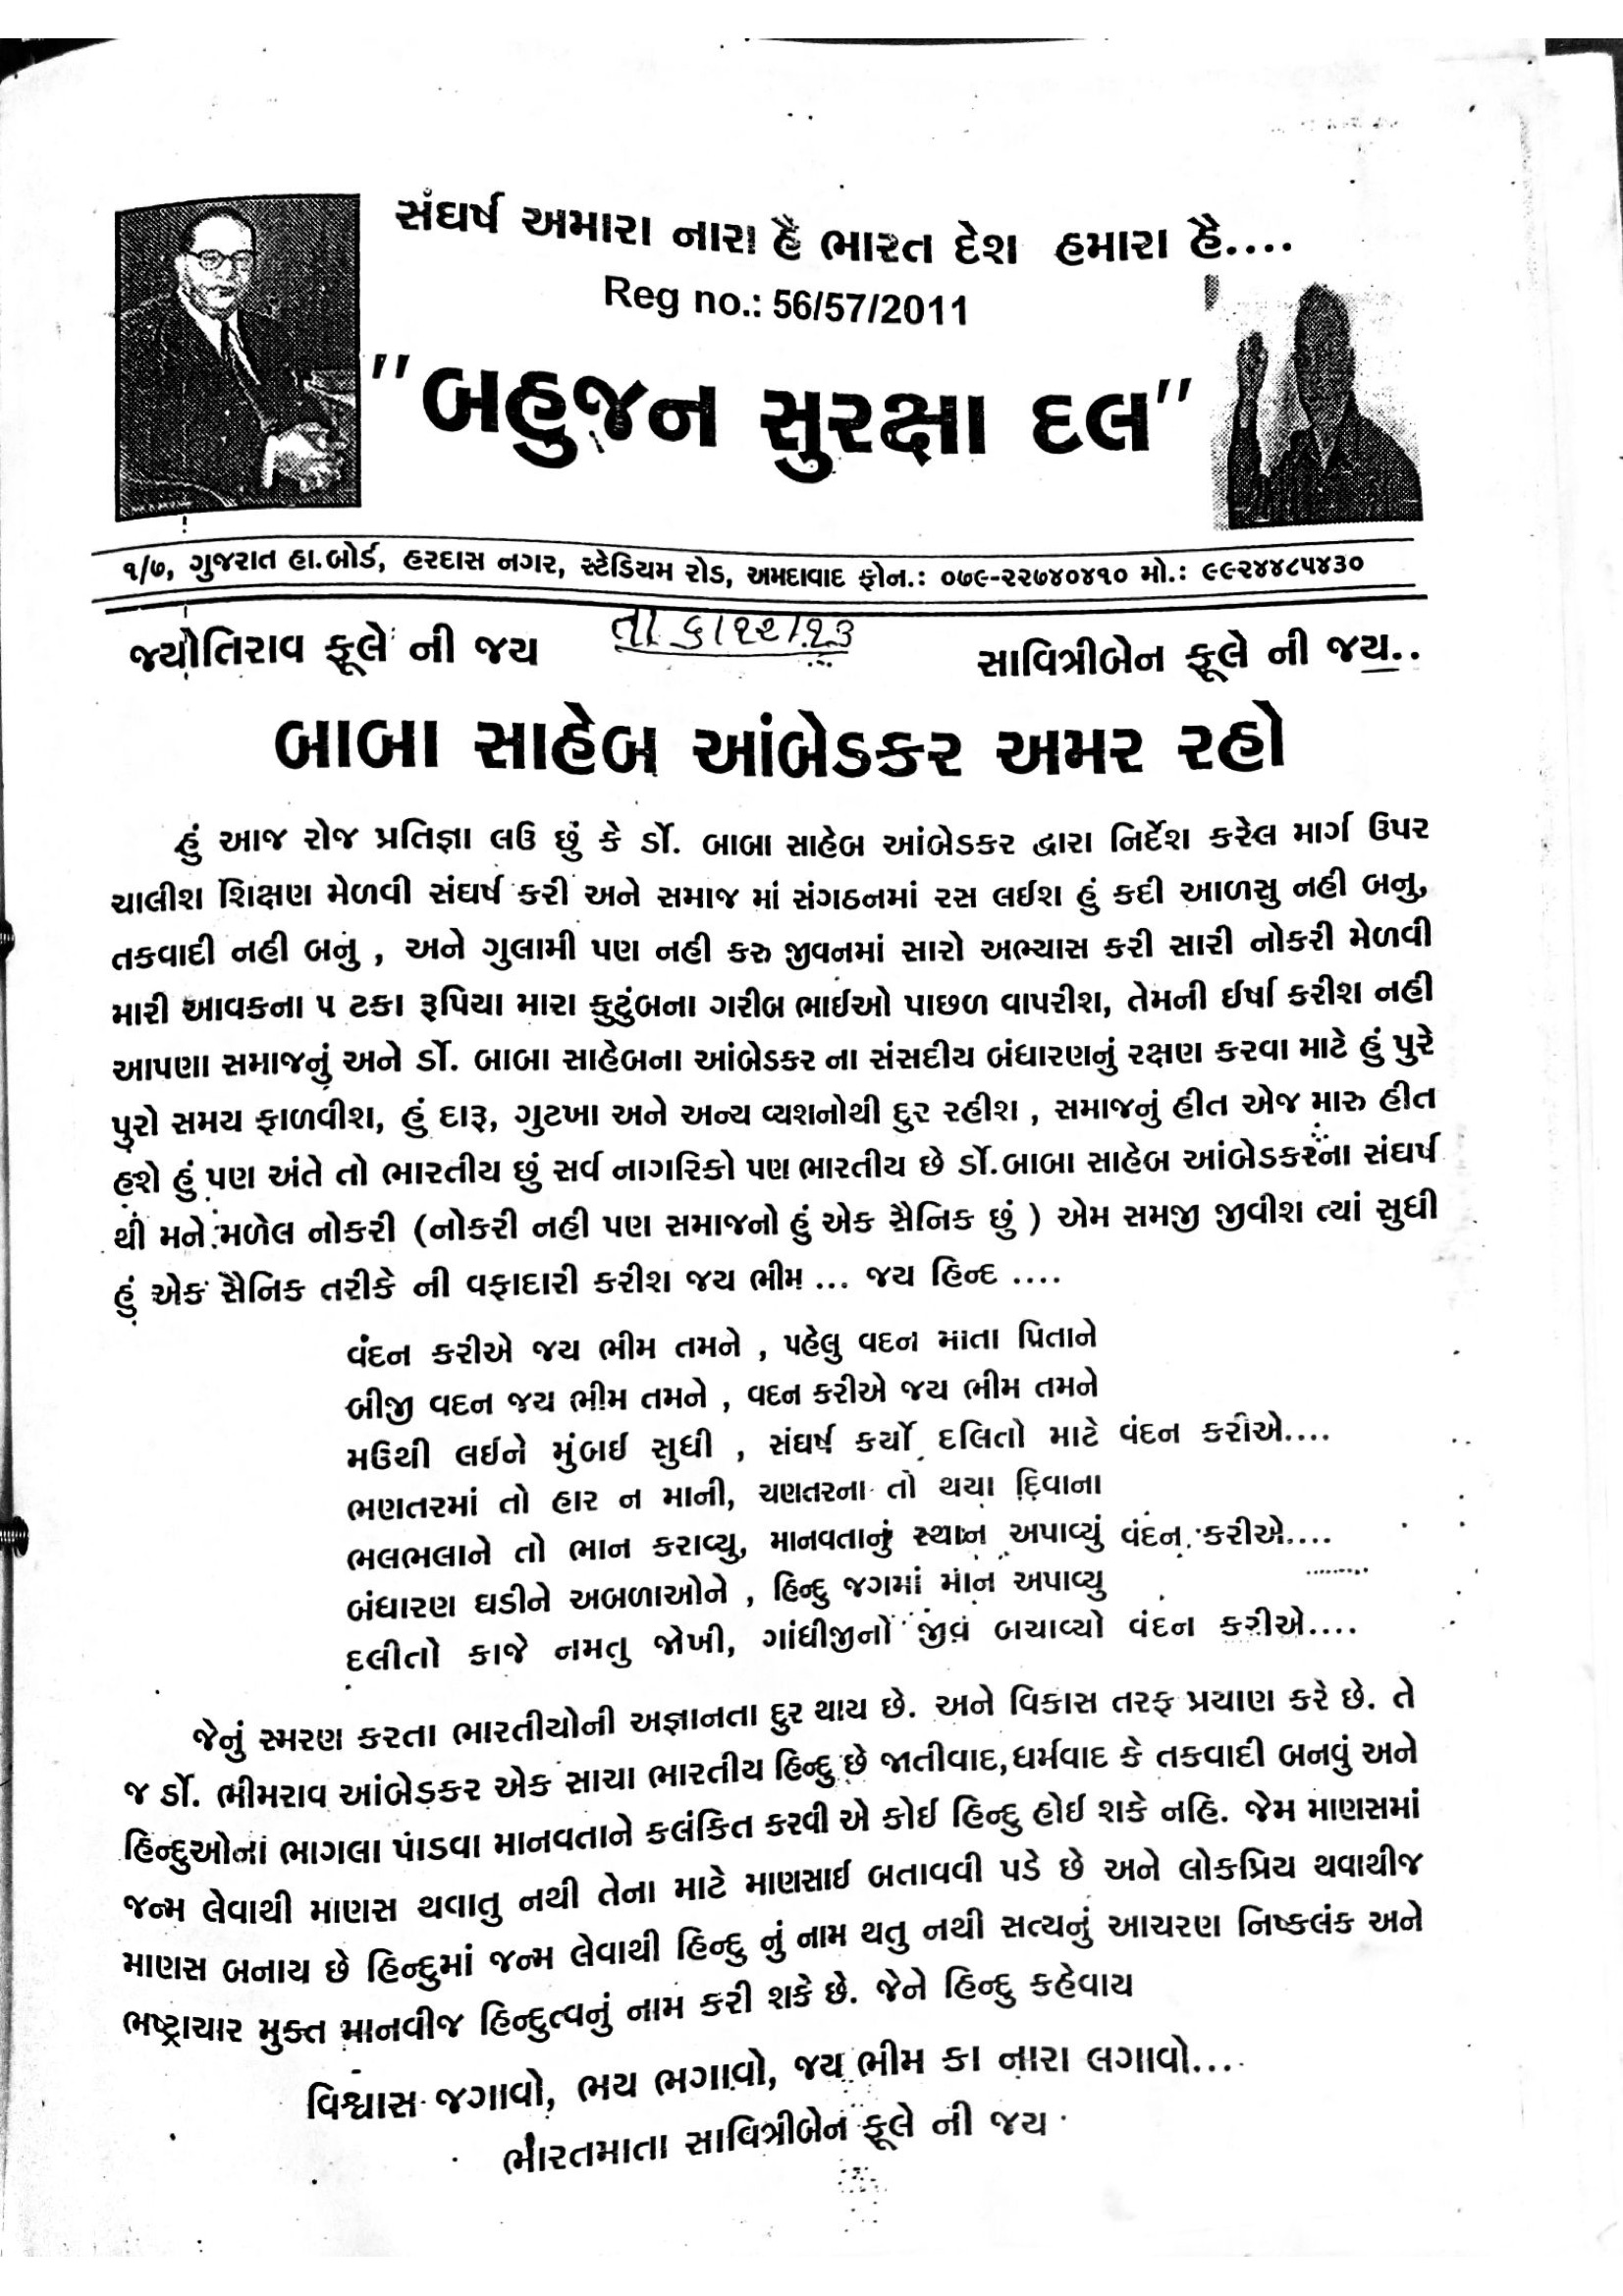 સંઘર્ષ અમારા નારા હૈ ભારત દેશ હમારા હૈ....
Reg no.: 56/57/2011
"બહુજન સુરક્ષા દલ"
૧/૭, ગુજરાત હા.બોર્ડ, હરદાસ નગર, સ્ટેડિયમ રોડ, અમદાવાદ ફોન.: ૦૭૯-૨૨૭૪૦૪૧૦ મો.: ૯૯૨૪૪૮૫૪૩૦
જ્યોતિરાવ ફૂલે ની જય તા ૬/૧૨/૧૩ સાવિત્રીબેન ફૂલે ની જય..
બાબા સાહેબ આંબેડકર અમર રહો
હું આજ રોજ પ્રતિજ્ઞા લઉ છું કે ર્ડો. બાબા સાહેબ આંબેડકર દ્વારા નિર્દેશ કરેલ માર્ગ ઉપર
ચાલીશ શિક્ષણ મેળવી સંઘર્ષ કરી અને સમાજ માં સંગઠનમાં રસ લઈશ હું કદી આળસુ નહી બનુ,
તકવાદી નહી બનું , અને ગુલામી પણ નહી કરુ જીવનમાં સારો અભ્યાસ કરી સારી નોકરી મેળવી
મારી આવકના ૫ ટકા રૂપિયા મારા કુટુંબના ગરીબ ભાઈઓ પાછળ વાપરીશ, તેમની ઈર્ષા કરીશ નહી
આપણા સમાજનું અને ર્ડો. બાબા સાહેબના આંબેડકર ના સંસદીય બંધારણનું રક્ષણ કરવા માટે હું પુરે
પુરો સમય ફાળવીશ, હું દારૂ, ગુટખા અને અન્ય વ્યશનોથી દુર રહીશ , સમાજનું હીત એજ મારુ હીત
હશે હું પણ અંતે તો ભારતીય છું સર્વ નાગરિકો પણ ભારતીય છે ર્ડો.બાબા સાહેબ આંબેડકરના સંઘર્ષ
થી મને મળેલ નોકરી (નોકરી નહી પણ સમાજનો હું એક સૈનિક છું ) એમ સમજી જીવીશ ત્યાં સુધી
હું એક સૈનિક તરીકે ની વફાદારી કરીશ જય ભીમ ... જય હિન્દ ....
વંદન કરીએ જય ભીમ તમને , પહેલુ વદન માતા પિતાને
બીજી વદન જય ભીમ તમને , વદન કરીએ જય ભીમ તમને
મઉથી લઈને મુંબઈ સુધી , સંઘર્ષ કર્યો દલિતો માટે વંદન કરીએ....
ભણતરમાં તો હાર ન માની, ચણતરના તો થયા દિવાના
ભલભલાને તો ભાન કરાવ્યુ, માનવતાનું સ્થાન અપાવ્યું વંદન કરીએ....
બંધારણ ઘડીને અબળાઓને , હિન્દુ જગમાં માન અપાવ્યુ
દલીતો કાજે નમતુ જોખી, ગાંધીજીનો જીવ બચાવ્યો વંદન કરીએ....
જેનું સ્મરણ કરતા ભારતીયોની અજ્ઞાનતા દુર થાય છે. અને વિકાસ તરફ પ્રયાણ કરે છે. તે
જ ર્ડો. ભીમરાવ આંબેડકર એક સાચા ભારતીય હિન્દુ છે જાતીવાદ,ધર્મવાદ કે તકવાદી બનવું અને
હિન્દુઓના ભાગલા પાડવા માનવતાને કલંકિત કરવી એ કોઈ હિન્દુ હોઈ શકે નહિ. જેમ માણસમાં
જન્મ લેવાથી માણસ થવાતુ નથી તેના માટે માણસાઈ બતાવવી પડે છે અને લોકપ્રિય થવાથીજ
માણસ બનાય છે હિન્દુમાં જન્મ લેવાથી હિન્દુ નું નામ થતુ નથી સત્યનું આચરણ નિષ્કલંક અને
ભષ્ટ્રાચાર મુક્ત માનવીજ હિન્દુત્વનું નામ કરી શકે છે. જેને હિન્દુ કહેવાય
વિશ્વાસ જગાવો, ભય ભગાવો, જય ભીમ કા નારા લગાવો....
ભારતમાતા સાવિત્રીબેન ફૂલે ની જય